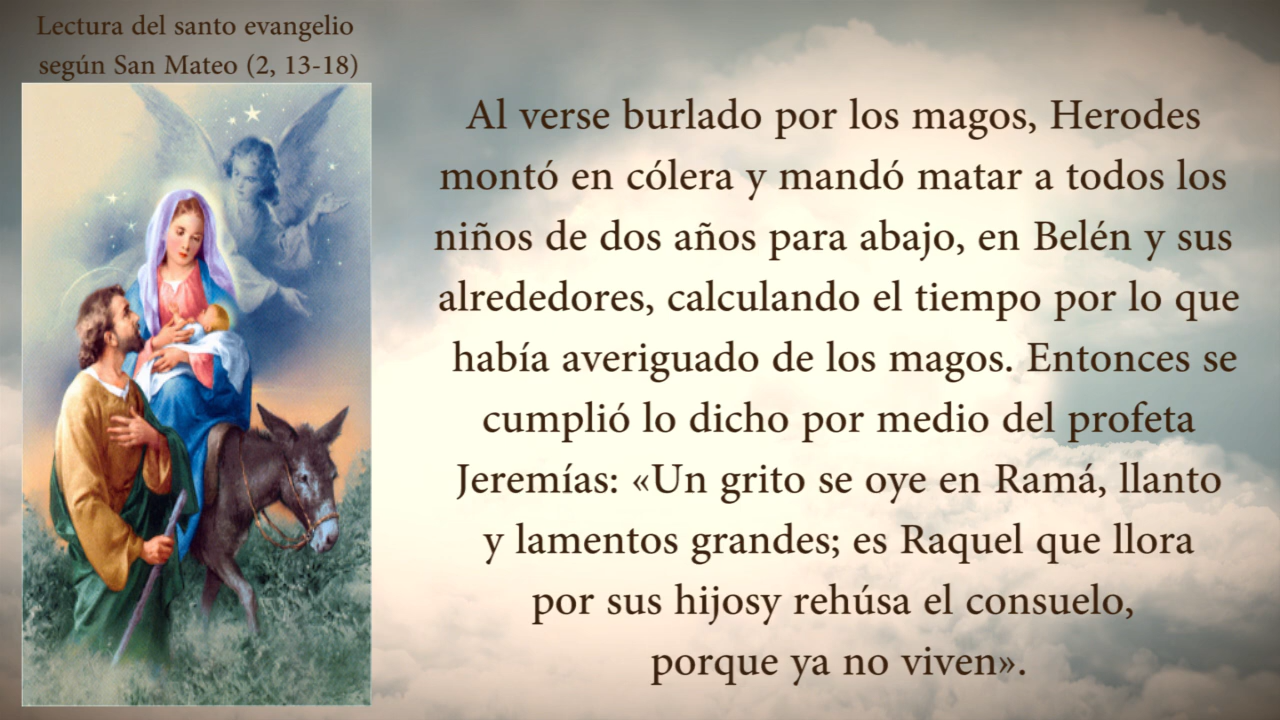 Lectura del santo evangelio
según San Mateo (2, 13-18)
Al verse burlado por los magos, Herodes
montó en cólera y mandó matar a todos los
niños de dos años para abajo, en Belén y sus
alrededores, calculando el tiempo por lo que
había averiguado de los magos. Entonces se
cumplió lo dicho por medio del profeta
Jeremías: «Un grito se oye en Ramá, llanto
y lamentos grandes; es Raquel que llora
por sus hijosy rehúsa el consuelo,
porque ya no viven».